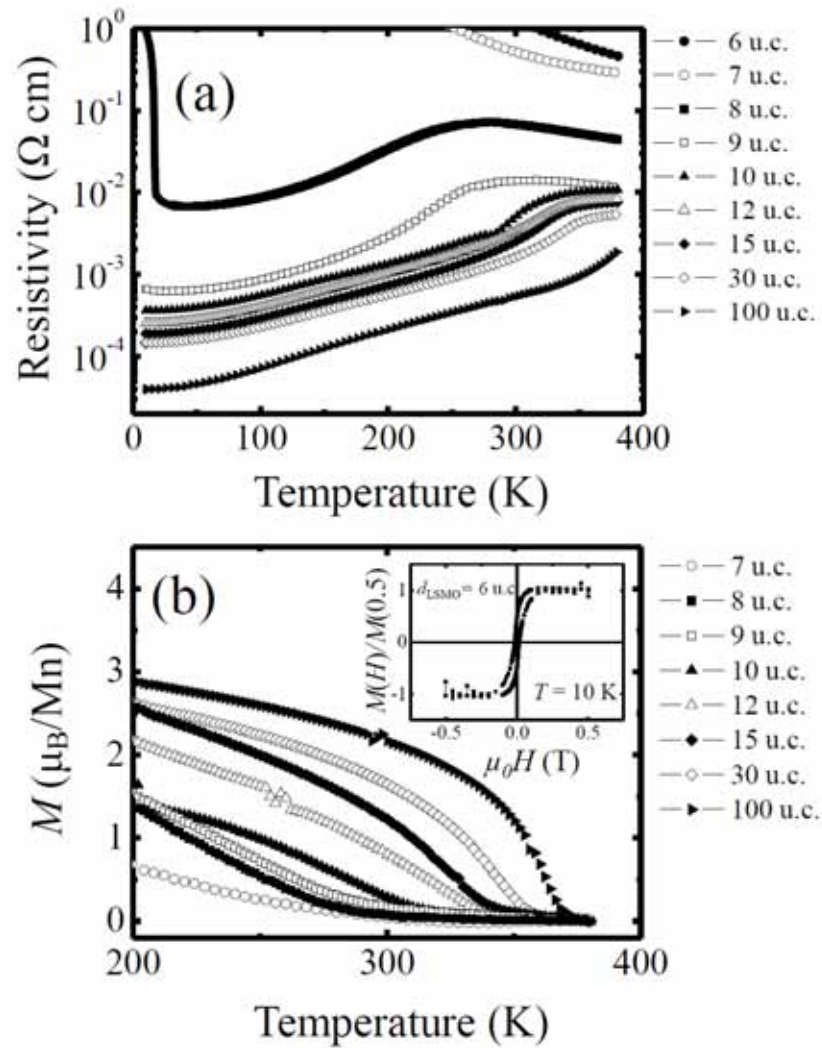 (a)
Resistivity (Ω cm)
10⁰
10⁻¹
10⁻²
10⁻³
10⁻⁴
0 100 200 300 400
Temperature (K)
6 u.c.
7 u.c.
8 u.c.
9 u.c.
10 u.c.
12 u.c.
15 u.c.
30 u.c.
100 u.c.
(b)
M (μ_B/Mn)
4
3
2
1
0
200 300 400
Temperature (K)
M(H)/M(0.5)
1
0
-1
d_LSMO = 6 u.c
T = 10 K
-0.5 0.0 0.5
μ₀H (T)
7 u.c.
8 u.c.
9 u.c.
10 u.c.
12 u.c.
15 u.c.
30 u.c.
100 u.c.